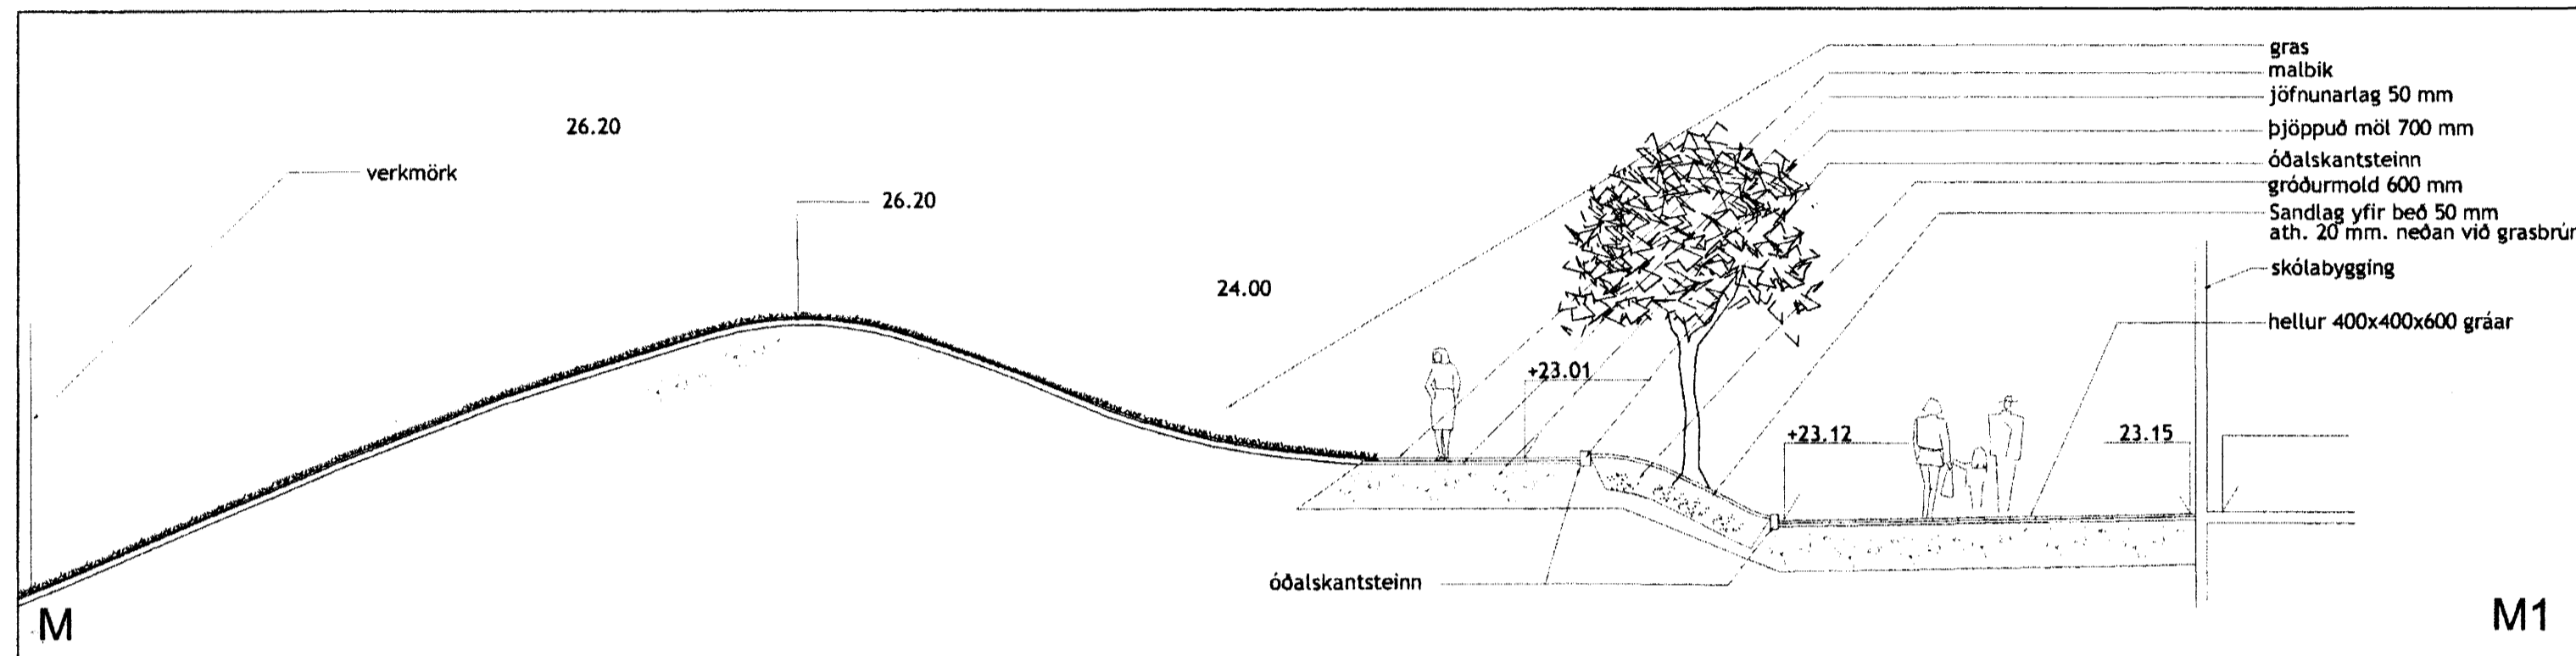 gras
malbik
jöfnunarlag 50 mm
26.20
þjöppuð möl 700 mm
óðalskantsteinn
verkmörk
gróðurmold 600 mm
26.20
Sandlag yfir beð 50 mm
ath. 20 mm. neðan við grasbrún
skólabygging
24.00
hellur 400x400x600 gráar
+23.01
+23.12
23.15
óðalskantsteinn
M
M1